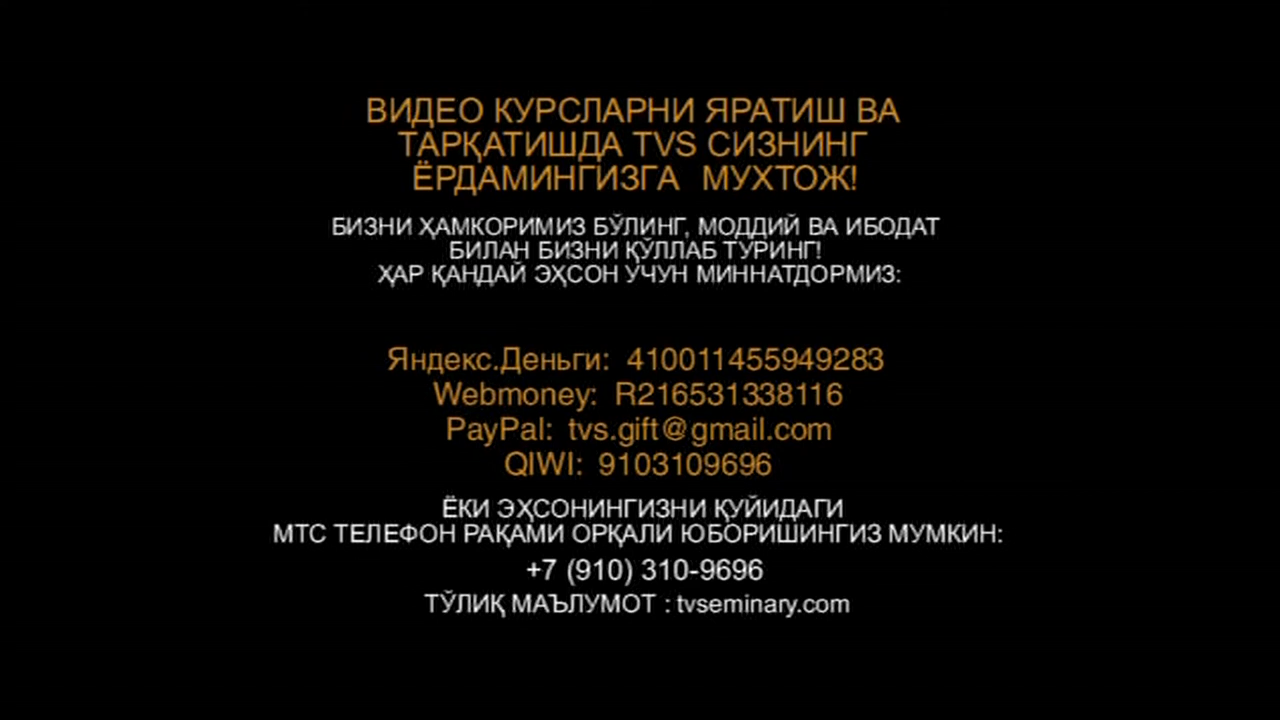 ВИДЕО КУРСЛАРНИ ЯРАТИШ ВА
ТАРҚАТИШДА TVS СИЗНИНГ
ЁРДАМИНГИЗГА МУХТОЖ!
БИЗНИ ҲАМКОРИМИЗ БЎЛИНГ, МОДДИЙ ВА ИБОДАТ
БИЛАН БИЗНИ ҚЎЛЛАБ ТУРИНГ!
ҲАР ҚАНДАЙ ЭҲСОН УЧУН МИННАТДОРМИЗ:
Яндекс.Деньги: 410011455949283
Webmoney: R216531338116
PayPal: tvs.gift@gmail.com
QIWI: 9103109696
ЁКИ ЭҲСОНИНГИЗНИ ҚУЙИДАГИ
МТС ТЕЛЕФОН РАҚАМИ ОРҚАЛИ ЮБОРИШИНГИЗ МУМКИН:
+7 (910) 310-9696
ТЎЛИҚ МАЪЛУМОТ : tvseminary.com